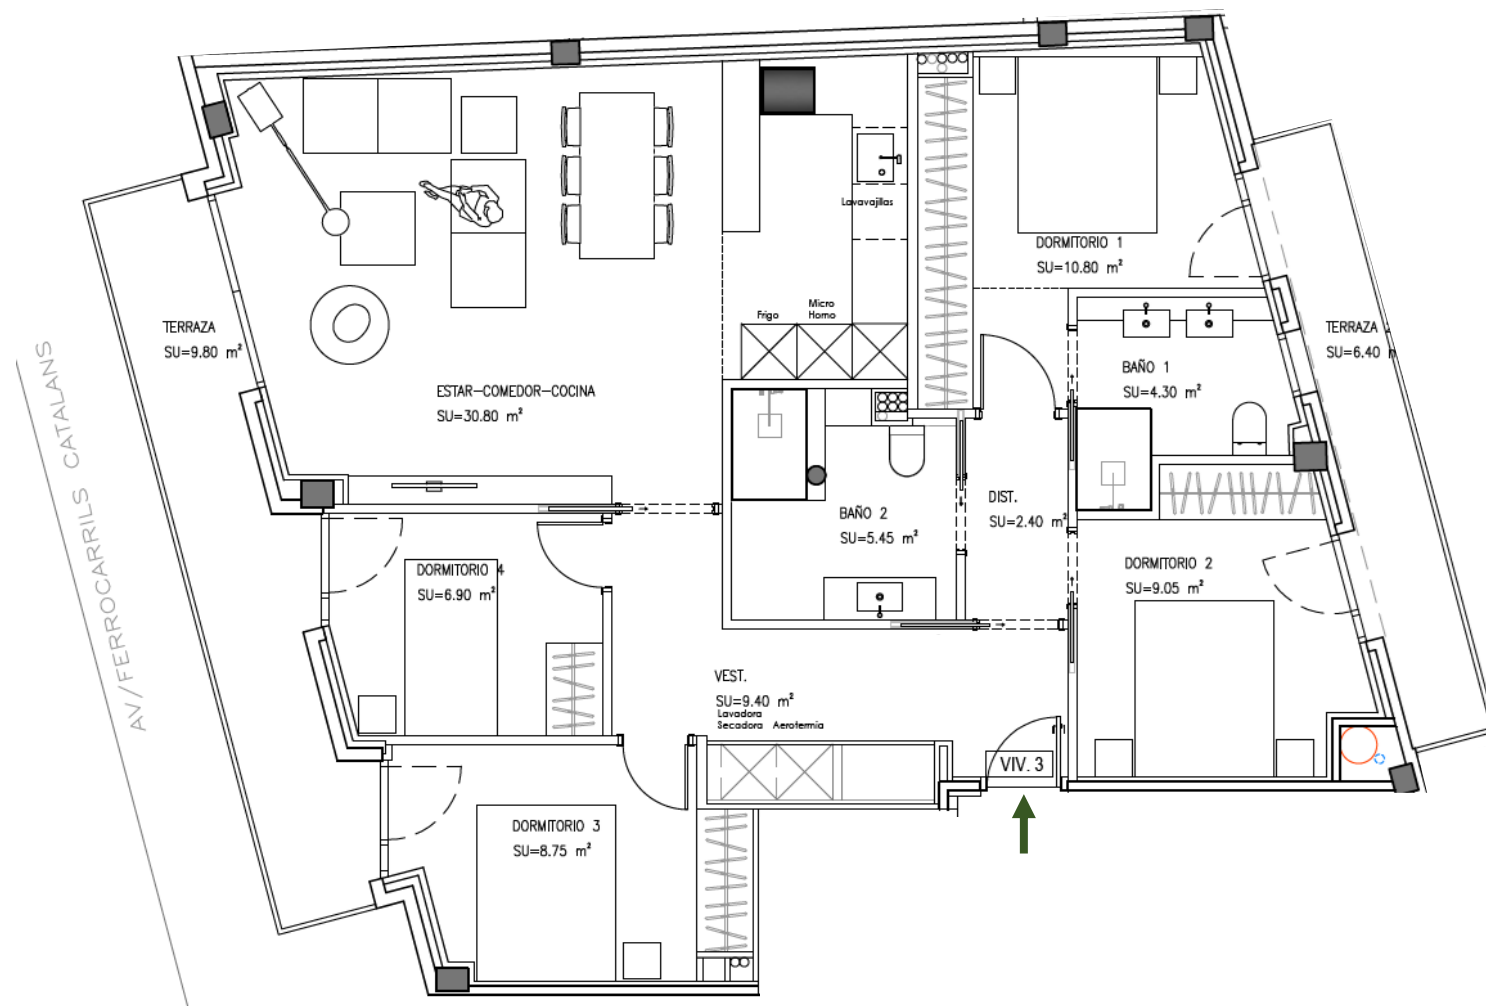 DORMITORIO 1
SU=10.80 m²
Lavavajillas
Micro
Horno
Frigo
TERRAZA
SU=9.80 m²
TERRAZA
SU=6.40 m
BAÑO 1
SU=4.30 m²
ESTAR-COMEDOR-COCINA
SU=30.80 m²
AV/FERROCARRILS CATALANS
DIST.
SU=2.40 m²
BAÑO 2
SU=5.45 m²
DORMITORIO 4
SU=6.90 m²
DORMITORIO 2
SU=9.05 m²
VEST.
SU=9.40 m²
Lavadora
Secadora Aerotermia
VIV. 3
DORMITORIO 3
SU=8.75 m²